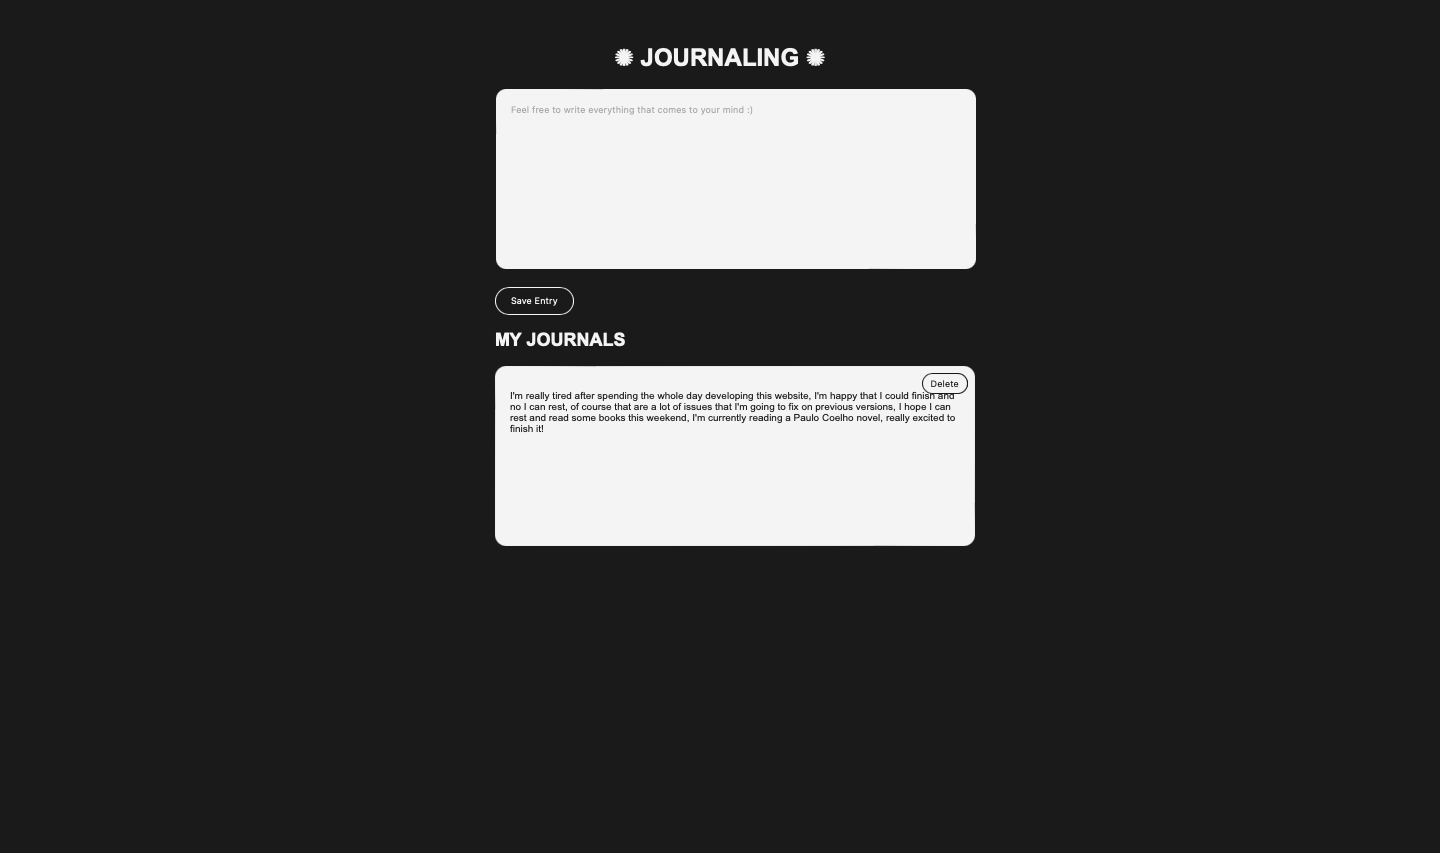 ✺ JOURNALING ✺
Feel free to write everything that comes to your mind :)
Save Entry
MY JOURNALS
Delete
I'm really tired after spending the whole day developing this website, I'm happy that I could finish and
no I can rest, of course that are a lot of issues that I'm going to fix on previous versions, I hope I can
rest and read some books this weekend, I'm currently reading a Paulo Coelho novel, really excited to
finish it!